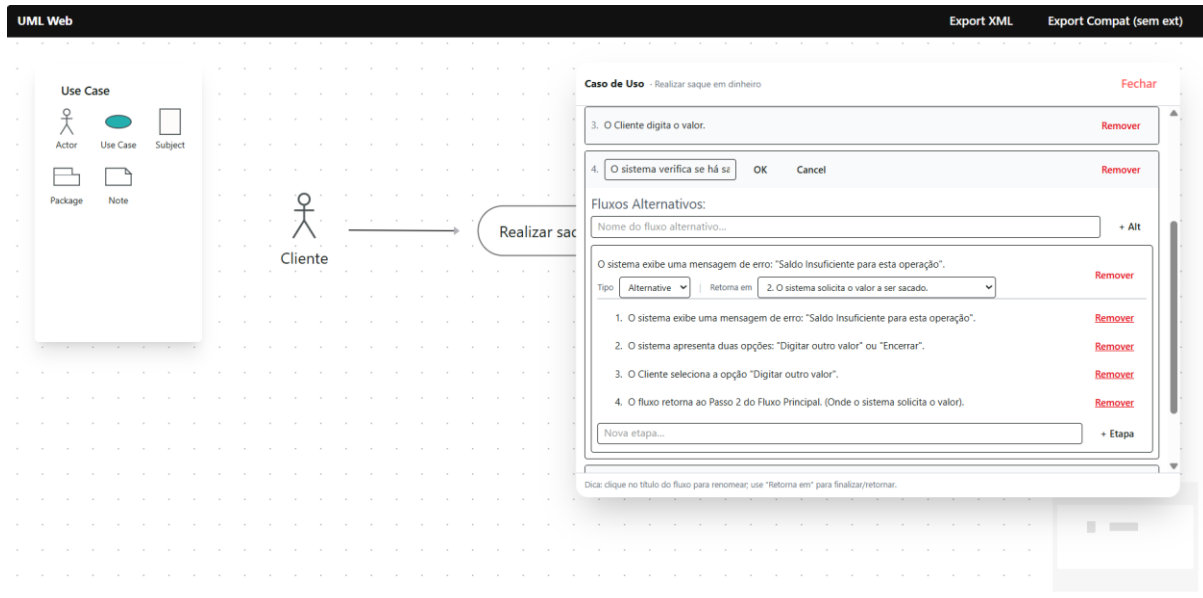 UML Web
Export XML
Export Compat (sem ext)
Use Case
Actor
Use Case
Subject
Package
Note
Cliente
Realizar
Caso de Uso - Realizar saque em dinheiro
Fechar
3. O Cliente digita o valor.
Remover
4. O sistema verifica se há
OK
Cancel
Remover
Fluxos Alternativos:
Nome do fluxo alternativo...
+ Alt
O sistema exibe uma mensagem de erro: "Saldo Insuficiente para esta operação".
Remover
Tipo
Alternative
| Retorna em
2. O sistema solicita o valor a ser sacado.
1. O sistema exibe uma mensagem de erro: "Saldo Insuficiente para esta operação".
Remover
2. O sistema apresenta duas opções: "Digitar outro valor" ou "Encerrar".
Remover
3. O Cliente seleciona a opção "Digitar outro valor".
Remover
4. O fluxo retorna ao Passo 2 do Fluxo Principal. (Onde o sistema solicita o valor).
Remover
Nova etapa...
+ Etapa
Dica: clique no título do fluxo para renomear; use "Retorna em" para finalizar/retornar.